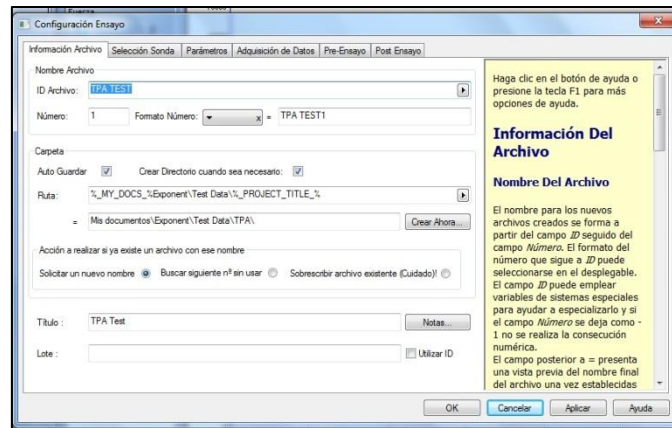 Fuerza
Configuración Ensayo
Información Archivo Selección Sonda Parámetros Adquisición de Datos Pre-Ensayo Post Ensayo
Nombre Archivo
ID Archivo: TPA TEST
Número: 1 Formato Número: x = TPA TEST1
Carpeta
Auto Guardar Crear Directorio cuando sea necesario:
Ruta: %_MY_DOCS_%Exponent\Test Data\%_PROJECT_TITLE_%
= Mis documentos\Exponent\Test Data\TPA\ Crear Ahora...
Acción a realizar si ya existe un archivo con ese nombre
Solicitar un nuevo nombre Buscar siguiente nº sin usar Sobrescribir archivo existente (Cuidado)!
Título : TPA Test Notas...
Lote : Utilizar ID
Haga clic en el botón de ayuda o
presione la tecla F1 para más
opciones de ayuda.
Información Del
Archivo
Nombre Del Archivo
El nombre para los nuevos
archivos creados se forma a
partir del campo ID seguido del
campo Número. El formato del
número que sigue a ID puede
seleccionarse en el desplegable.
El campo ID puede emplear
variables de sistemas especiales
para ayudar a especializarlo y si
el campo Número se deja como -
1 no se realiza la consecución
numérica.
El campo posterior a = presenta
una vista previa del nombre final
del archivo una vez establecidas
OK Cancelar Aplicar Ayuda